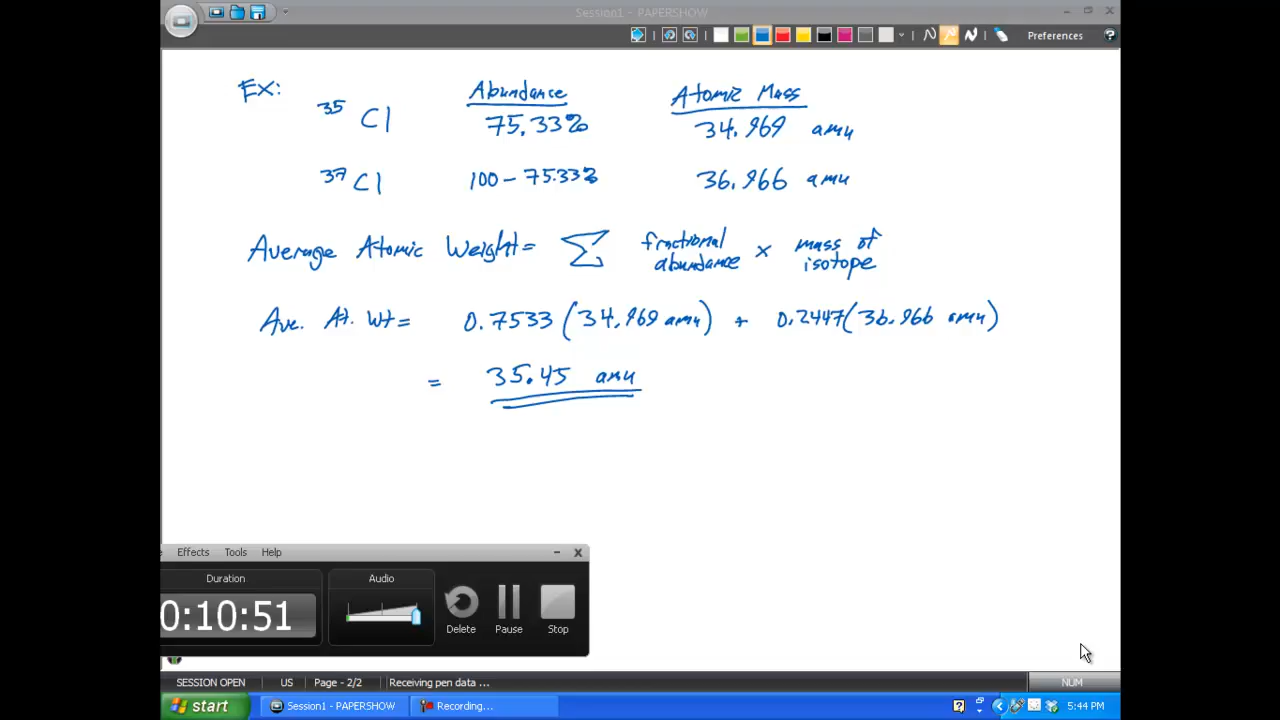 Session1 - PAPERSHOW
Preferences
EX:
Abundance
Atomic Mass
35 Cl 75.33% 34.969 amu
37 Cl 100 - 75.33% 36.966 amu
Average Atomic Weight = Σ fractional abundance x mass of isotope
Ave. At. Wt = 0.7533 (34.969 amu) + 0.2447 (36.966 amu)
= 35.45 amu
Effects Tools Help
Duration Audio
0:10:51
Delete Pause Stop
SESSION OPEN US Page - 2/2 Receiving pen data ... NUM
start Session1 - PAPERSHOW Recording... 5:44 PM